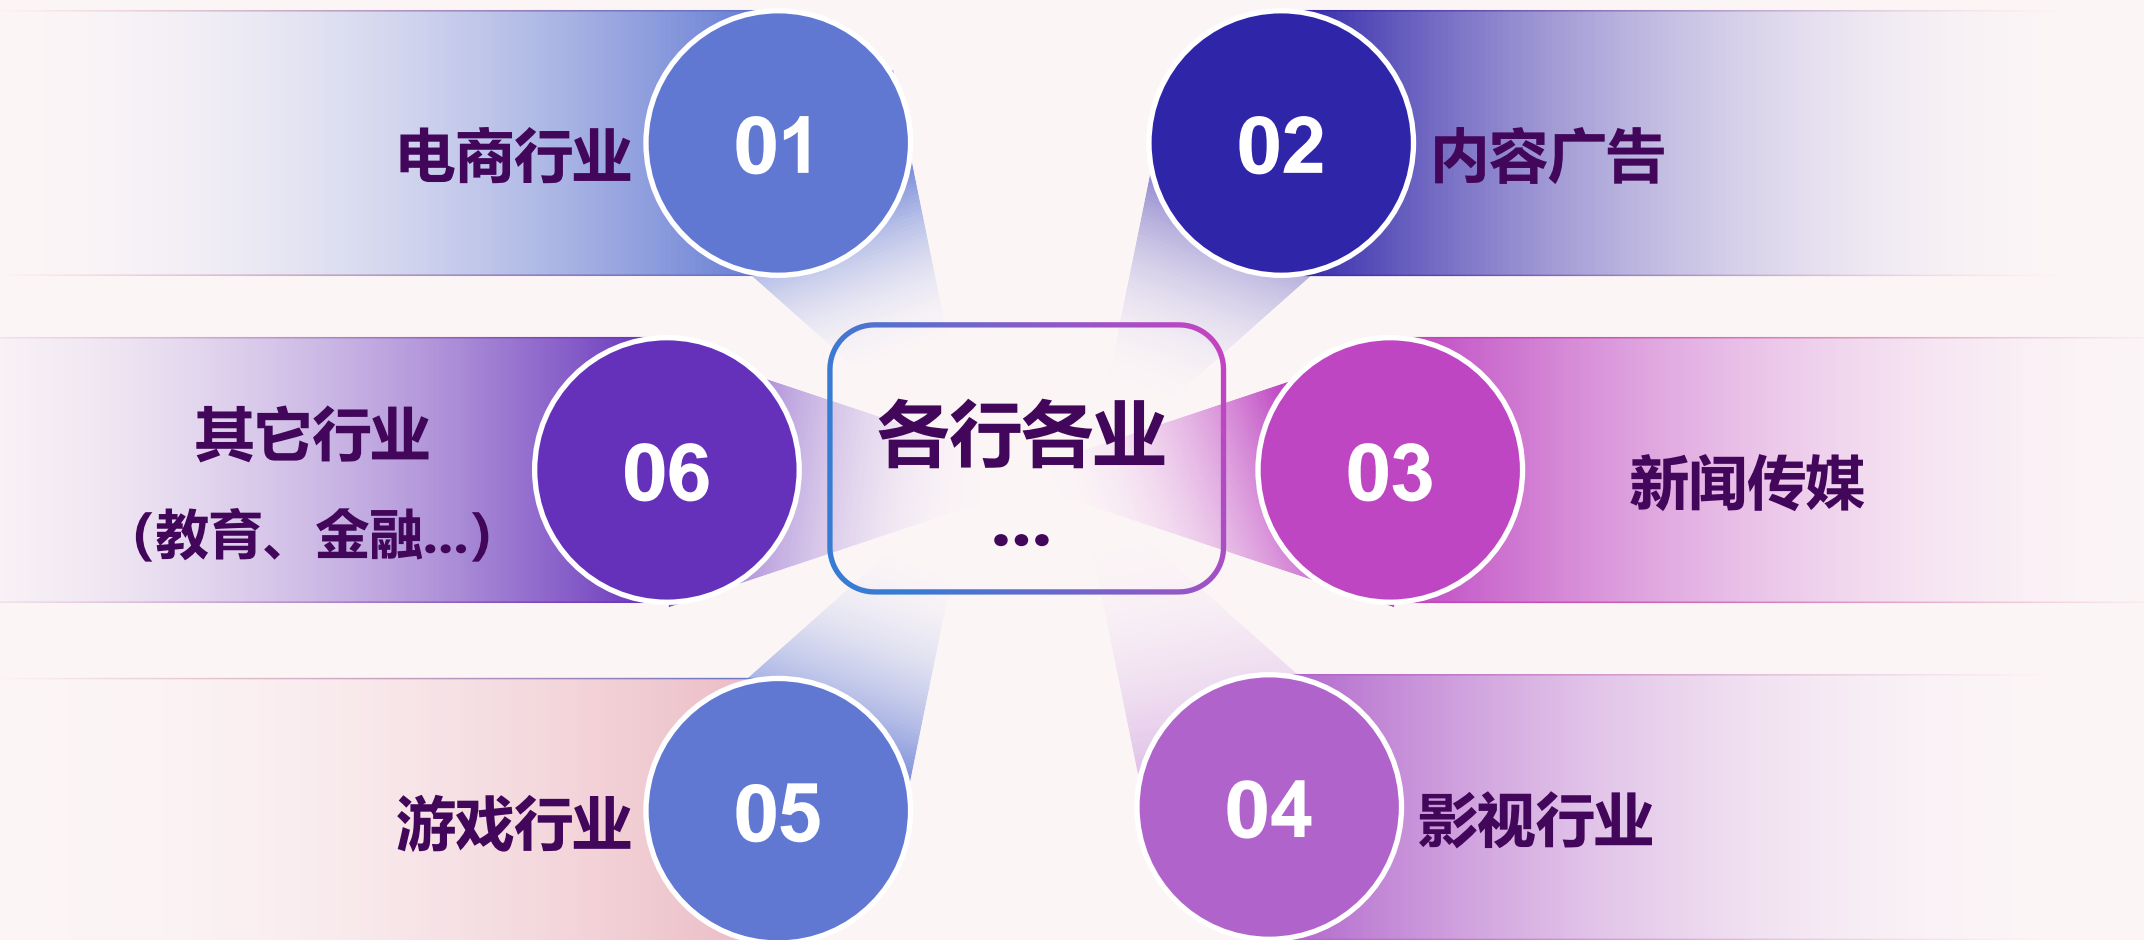 01
电商行业
02
内容广告
03
新闻传媒
04
影视行业
05
游戏行业
06
其它行业
（教育、金融...）
各行各业
...